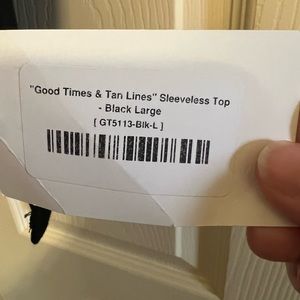 "Good Times & Tan Lines" Sleeveless Top
- Black Large
[ GT5113-Blk-L ]